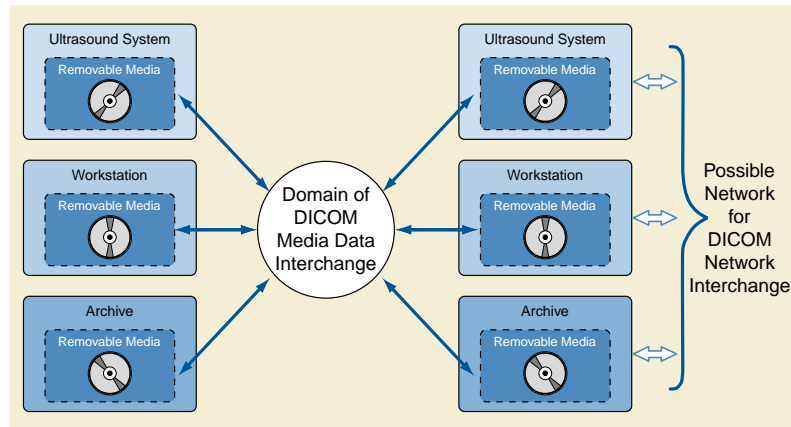 Ultrasound System
Removable Media
Workstation
Removable Media
Archive
Removable Media
Domain of
DICOM
Media Data
Interchange
Ultrasound System
Removable Media
Workstation
Removable Media
Archive
Removable Media
Possible
Network
for
DICOM
Network
Interchange